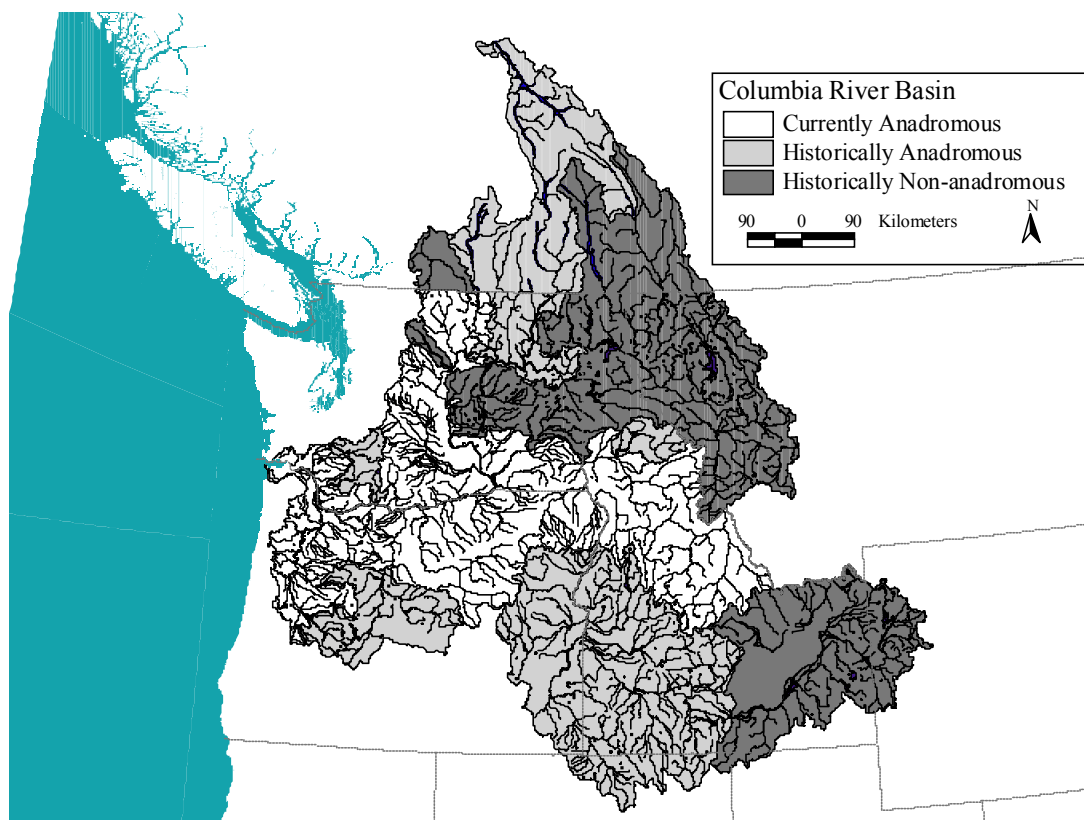 Columbia River Basin
Currently Anadromous
Historically Anadromous
Historically Non-anadromous
90 0 90 Kilometers
N